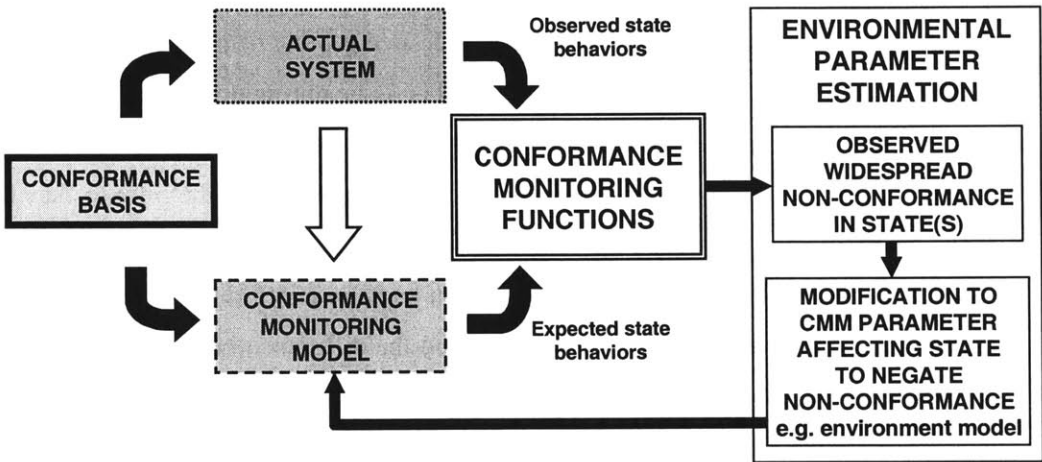 CONFORMANCE
BASIS
ACTUAL
SYSTEM
Observed state
behaviors
CONFORMANCE
MONITORING
FUNCTIONS
CONFORMANCE
MONITORING
MODEL
Expected state
behaviors
ENVIRONMENTAL
PARAMETER
ESTIMATION
OBSERVED
WIDESPREAD
NON-CONFORMANCE
IN STATE(S)
MODIFICATION TO
CMM PARAMETER
AFFECTING STATE
TO NEGATE
NON-CONFORMANCE
e.g. environment model